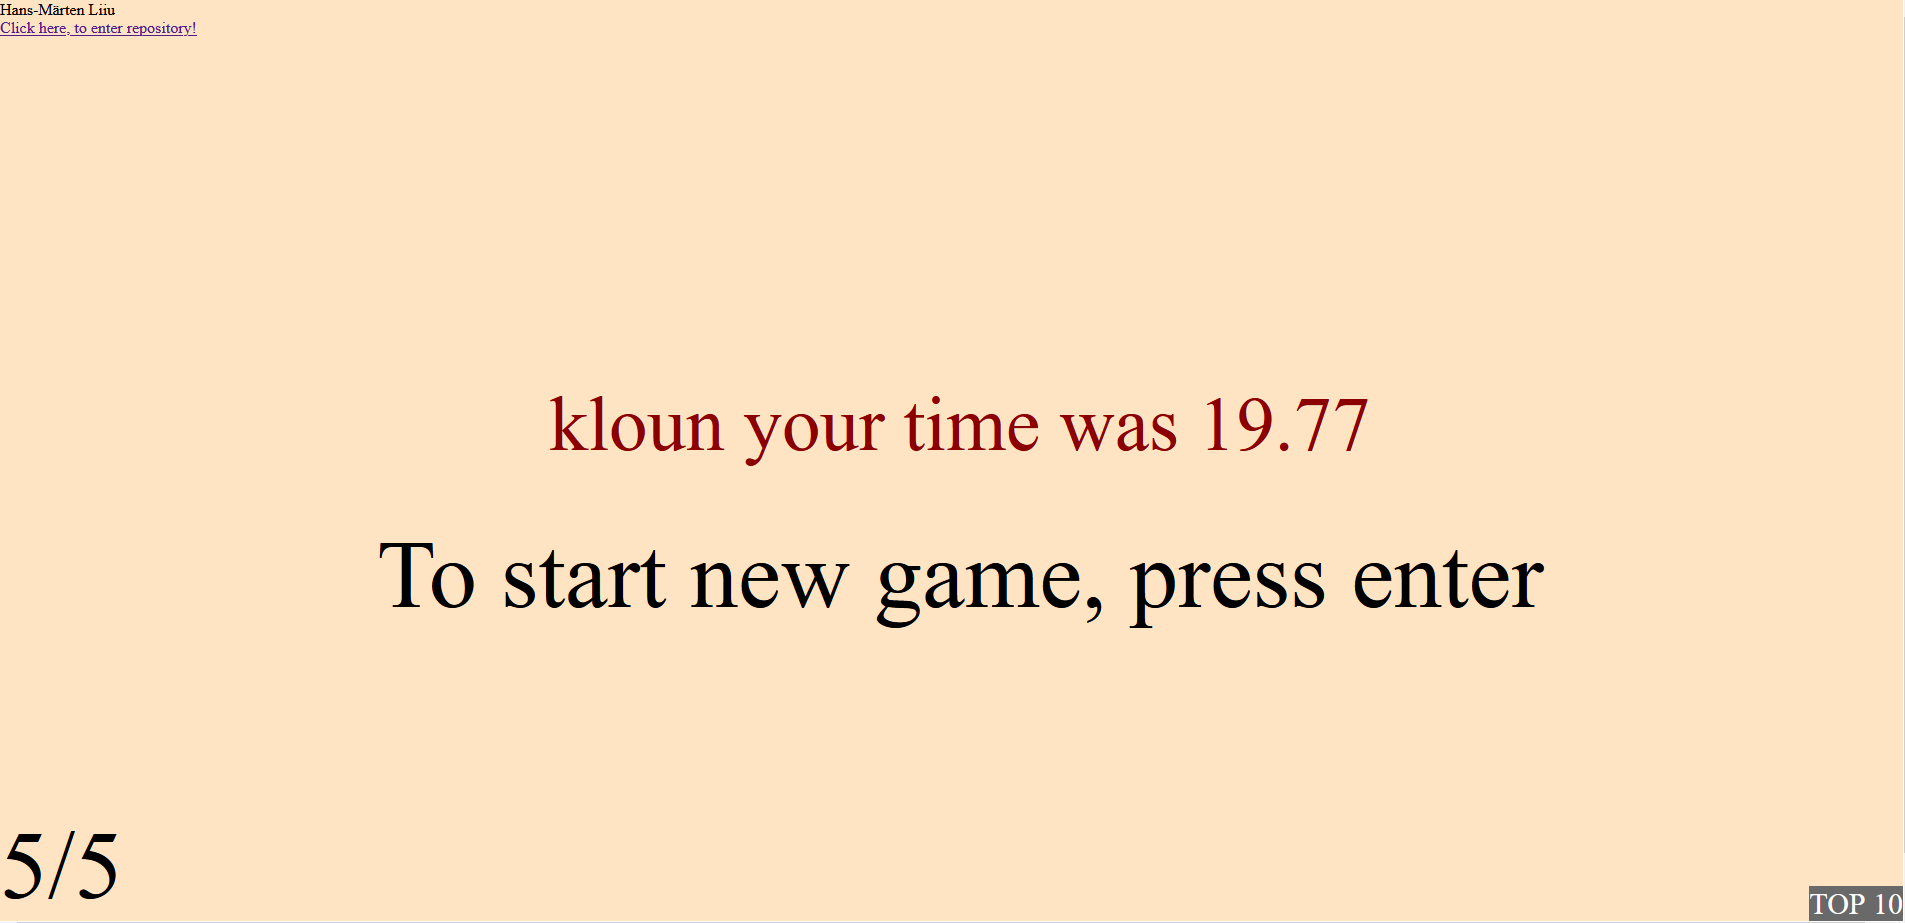 Hans-Märten Liiu
Click here, to enter repository!
kloun your time was 19.77
To start new game, press enter
5/5
TOP 10